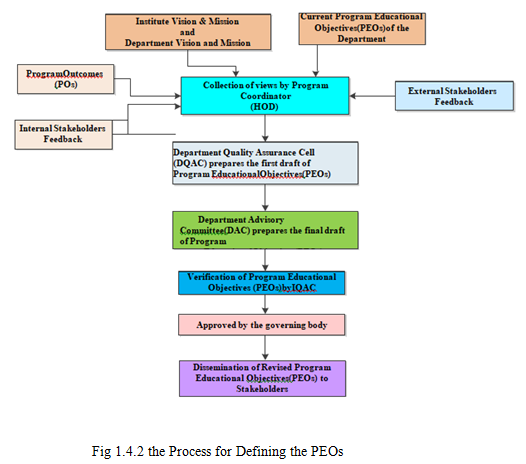 Institute Vision & Mission
and
Department Vision and Mission
Current Program Educational
Objectives(PEOs)of the
Department
ProgramOutcomes
(POs)
Collection of views by Program
Coordinator
(HOD)
External Stakeholders
Feedback
Internal Stakeholders
Feedback
Department Quality Assurance Cell
(DQAC) prepares the first draft of
Program EducationalObjectives(PEOs)
Department Advisory
Committee(DAC) prepares the final draft
of Program
Verification of Program Educational
Objectives (PEOs)byIQAC
Approved by the governing body
Dissemination of Revised Program
Educational Objectives(PEOs) to
Stakeholders
Fig 1.4.2 the Process for Defining the PEOs